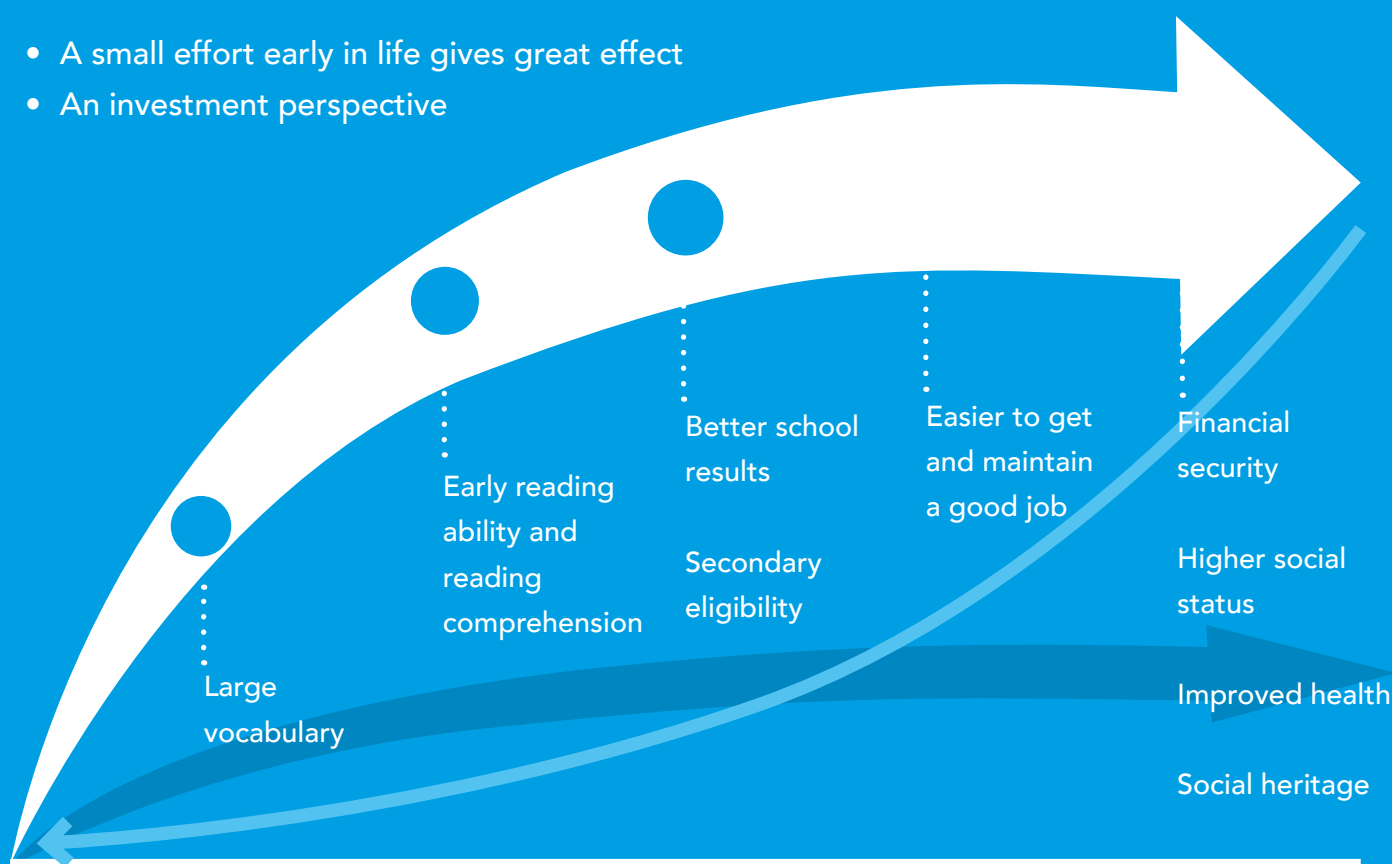 • A small effort early in life gives great effect
• An investment perspective
Large
vocabulary
Early reading
ability and
reading
comprehension
Better school
results
Secondary
eligibility
Easier to get
and maintain
a good job
Financial
security
Higher social
status
Improved health
Social heritage